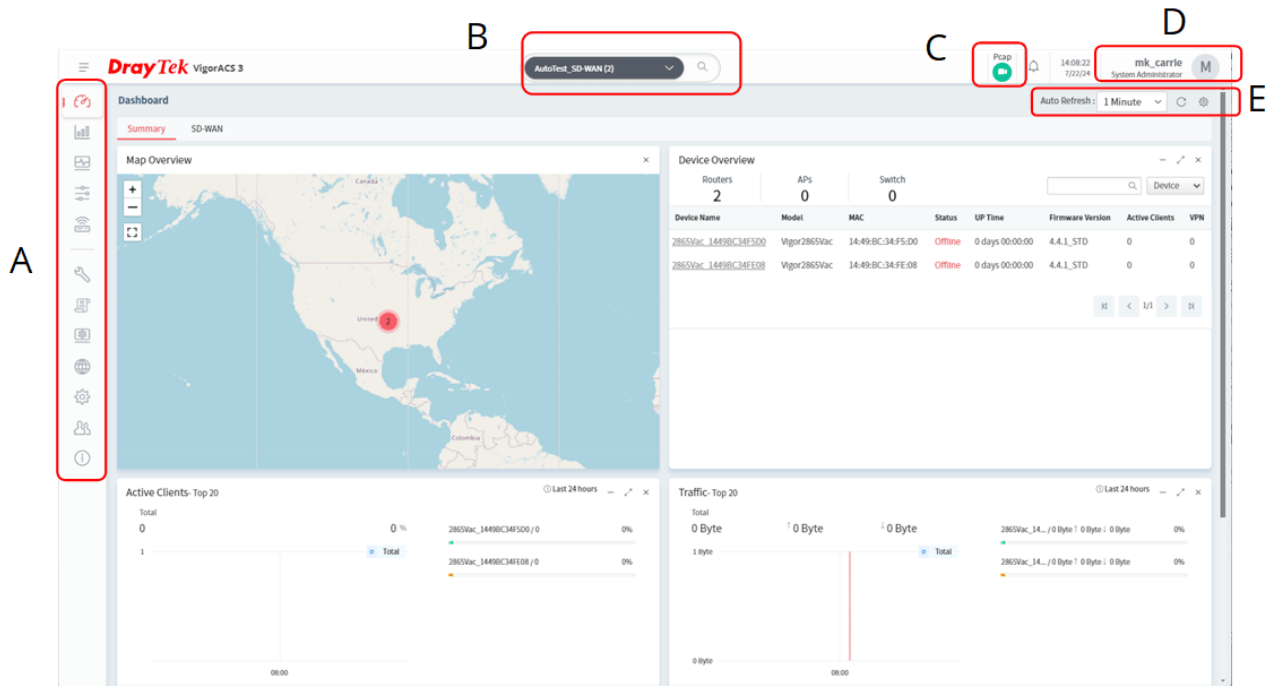 A
B
C
D
E
DrayTek VigorACS 3
AutoTest_SD-WAN (2)
Pcap
14:08:22
7/22/24
mk_carrie
System Administrator
M
Dashboard
Auto Refresh : 1 Minute
Summary SD-WAN
Map Overview
+
−
Canada
United
2
México
Colombia
Device Overview
Routers APs Switch
2 0 0
Device
Device Name Model MAC Status UP Time Firmware Version Active Clients VPN
2865Vac_1449BC34F5D0 Vigor2865Vac 14:49:BC:34:F5:D0 Offline 0 days 00:00:00 4.4.1_STD 0 0
2865Vac_1449BC34FE08 Vigor2865Vac 14:49:BC:34:FE:08 Offline 0 days 00:00:00 4.4.1_STD 0 0
1/1
Active Clients- Top 20 Last 24 hours
Total
0 0 %
Total
1
08:00
2865Vac_1449BC34F5D0 / 0 0%
2865Vac_1449BC34FE08 / 0 0%
Traffic- Top 20 Last 24 hours
Total
0 Byte ↑ 0 Byte ↓ 0 Byte
Total
1 Byte
0 Byte
08:00
2865Vac_14... / 0 Byte ↑ 0 Byte ↓ 0 Byte 0%
2865Vac_14... / 0 Byte ↑ 0 Byte ↓ 0 Byte 0%